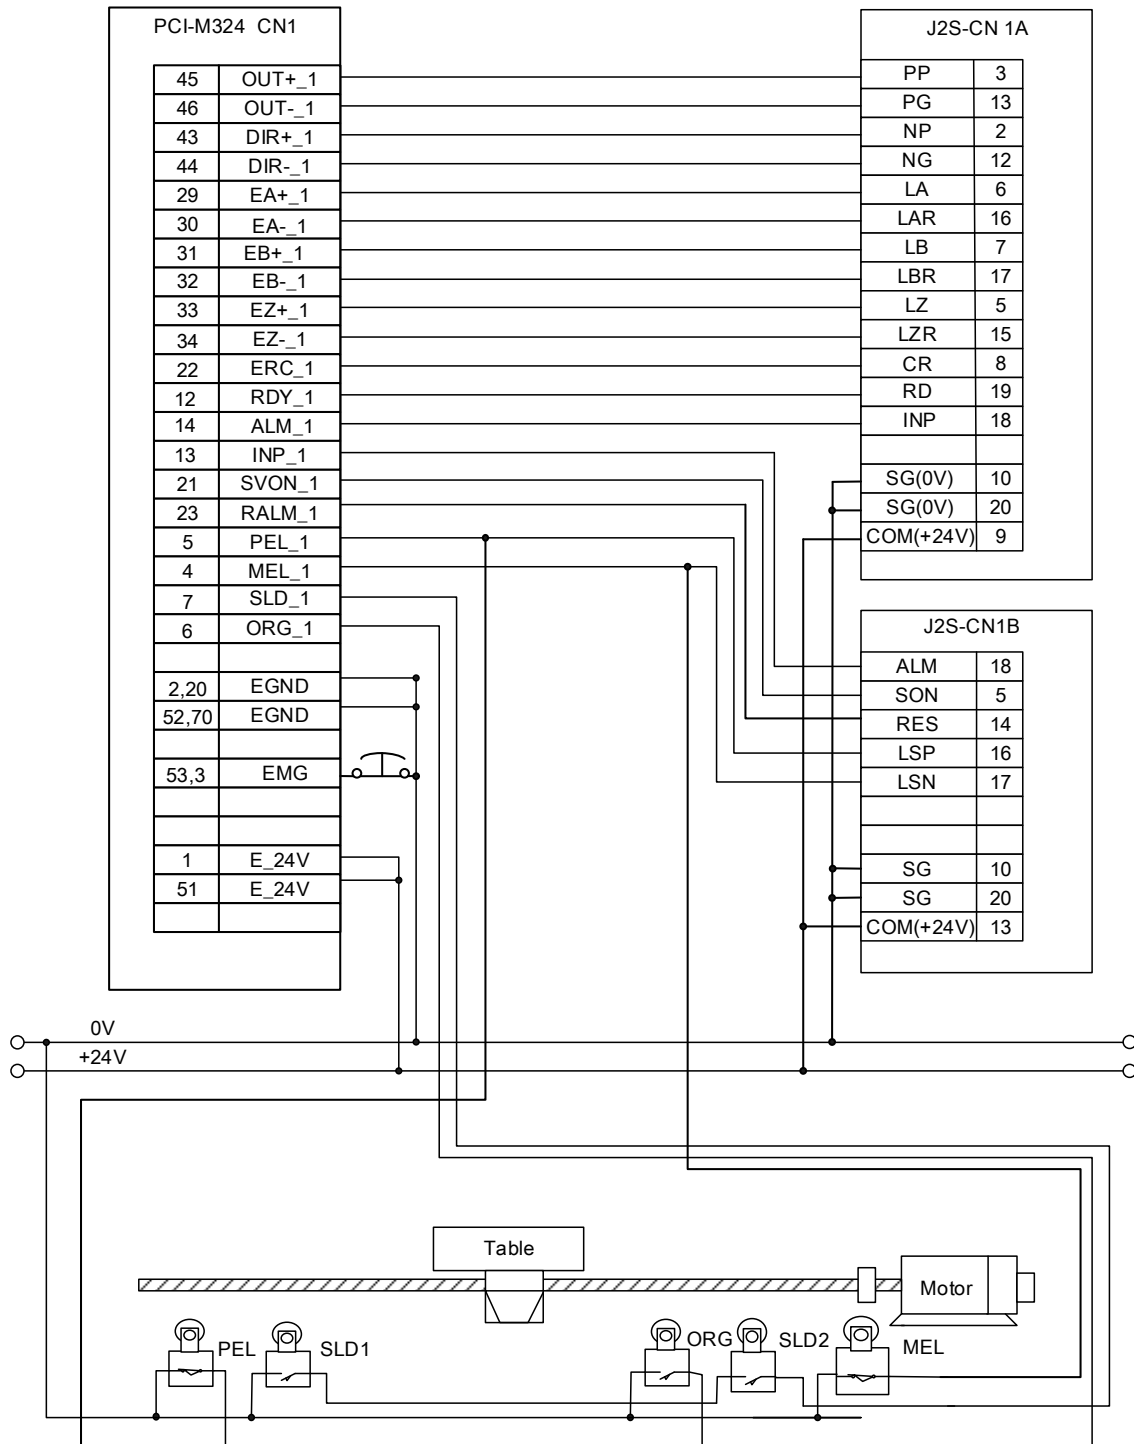 PCI-M324 CN1
45 OUT+_1
46 OUT-_1
43 DIR+_1
44 DIR-_1
29 EA+_1
30 EA-_1
31 EB+_1
32 EB-_1
33 EZ+_1
34 EZ-_1
22 ERC_1
12 RDY_1
14 ALM_1
13 INP_1
21 SVON_1
23 RALM_1
5 PEL_1
4 MEL_1
7 SLD_1
6 ORG_1
2,20 EGND
52,70 EGND
53,3 EMG
1 E_24V
51 E_24V
J2S-CN 1A
PP 3
PG 13
NP 2
NG 12
LA 6
LAR 16
LB 7
LBR 17
LZ 5
LZR 15
CR 8
RD 19
INP 18
SG(0V) 10
SG(0V) 20
COM(+24V) 9
J2S-CN1B
ALM 18
SON 5
RES 14
LSP 16
LSN 17
SG 10
SG 20
COM(+24V) 13
0V
+24V
Table
Motor
PEL
SLD1
ORG
SLD2
MEL